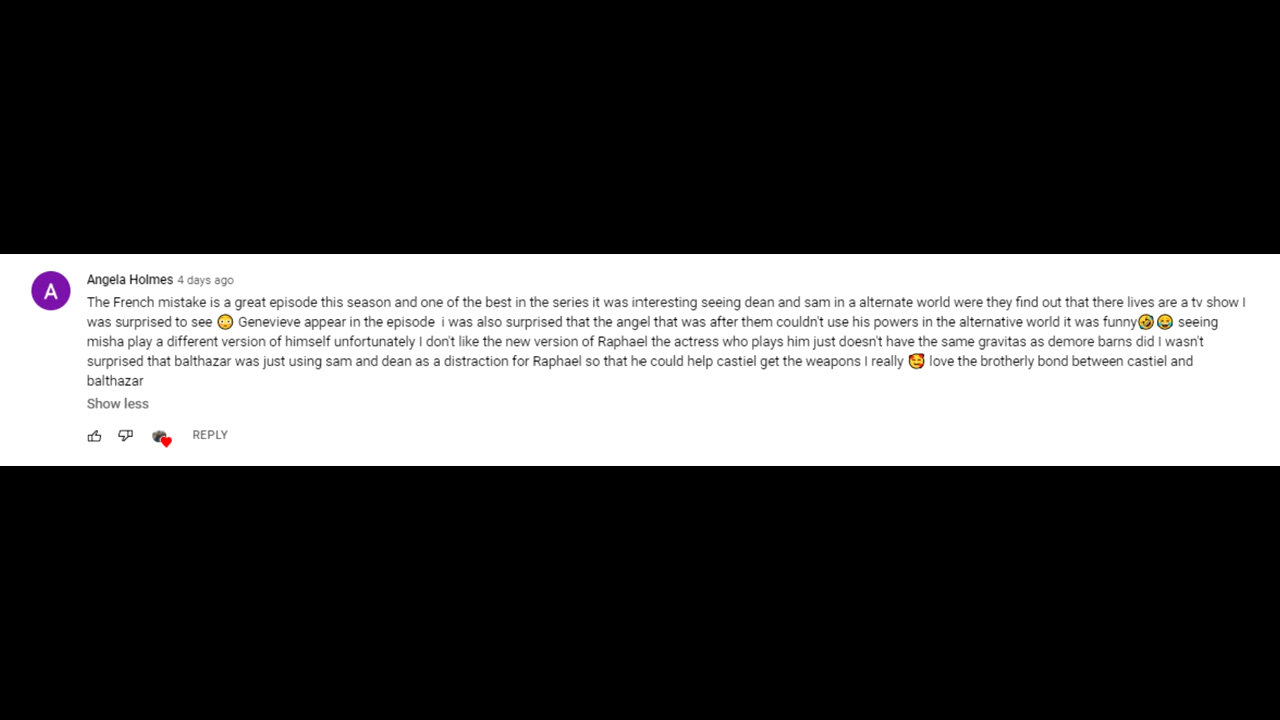 A
Angela Holmes 4 days ago
The French mistake is a great episode this season and one of the best in the series it was interesting seeing dean and sam in a alternate world were they find out that there lives are a tv show I
was surprised to see 😳 Genevieve appear in the episode  i was also surprised that the angel that was after them couldn't use his powers in the alternative world it was funny🤣😂 seeing
misha play a different version of himself unfortunately I don't like the new version of Raphael the actress who plays him just doesn't have the same gravitas as demore barns did I wasn't
surprised that balthazar was just using sam and dean as a distraction for Raphael so that he could help castiel get the weapons I really 🥰 love the brotherly bond between castiel and
balthazar
Show less
REPLY